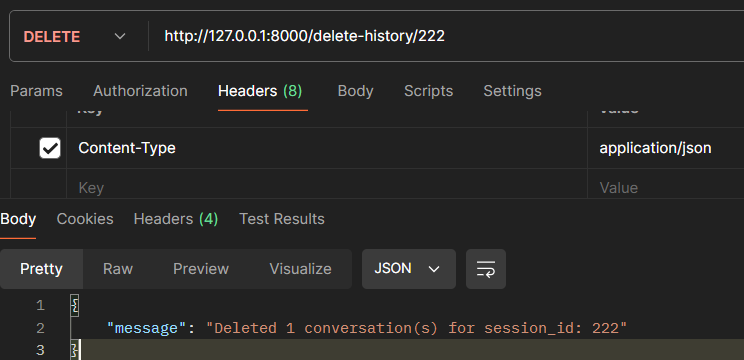 DELETE http://127.0.0.1:8000/delete-history/222
Params Authorization Headers (8) Body Scripts Settings
Key Value
Content-Type application/json
Key Value
Body Cookies Headers (4) Test Results
Pretty Raw Preview Visualize JSON
1 {
2 "message": "Deleted 1 conversation(s) for session_id: 222"
3 }